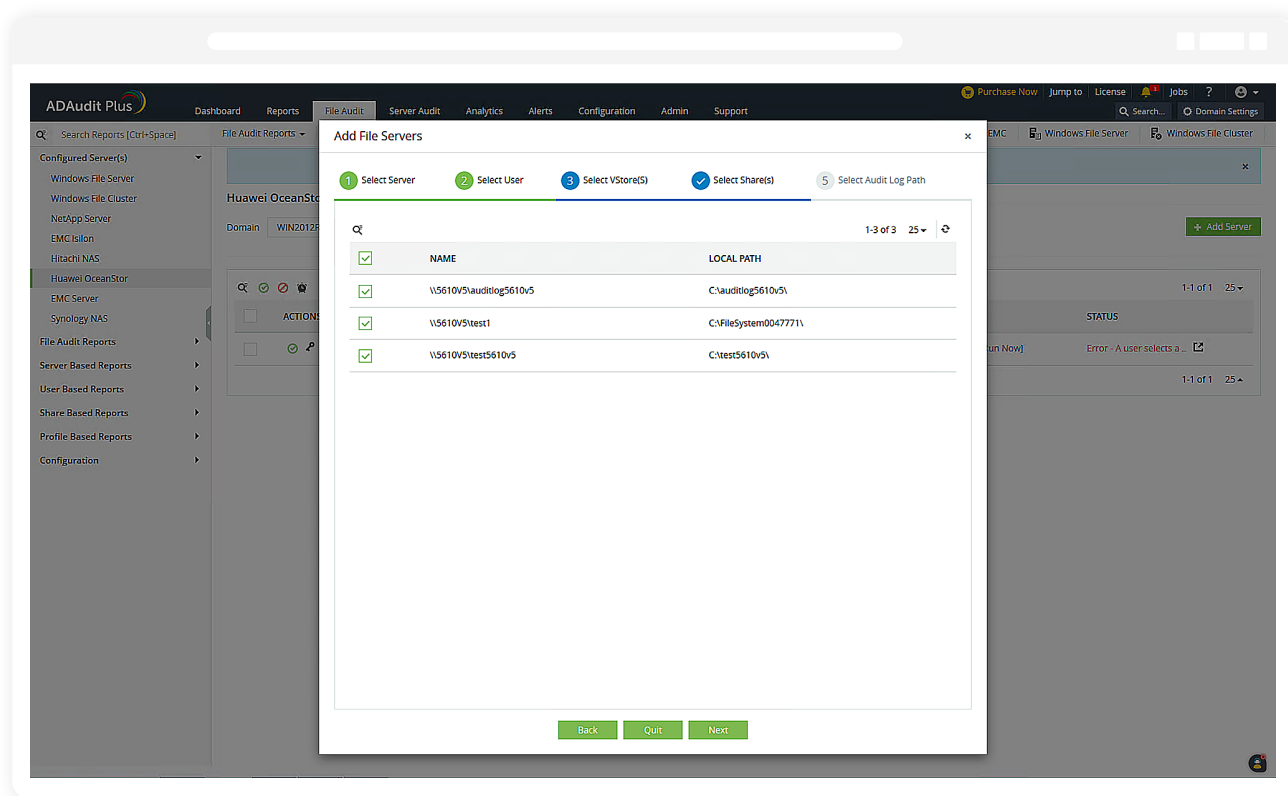 Purchase Now Jump to License 3 Jobs ?
ADAudit Plus
Dashboard Reports File Audit Server Audit Analytics Alerts Configuration Admin Support
Search... Domain Settings
Search Reports [Ctrl+Space]
File Audit Reports
EMC Windows File Server Windows File Cluster
Configured Server(s)
Windows File Server
Windows File Cluster
NetApp Server
EMC Isilon
Hitachi NAS
Huawei OceanStor
EMC Server
Synology NAS
File Audit Reports
Server Based Reports
User Based Reports
Share Based Reports
Profile Based Reports
Configuration
Huawei OceanSto
Domain WIN2012R
+ Add Server
1-1 of 1 25
ACTIONS STATUS
un Now] Error - A user selects a ...
1-1 of 1 25
Add File Servers ×
1 Select Server 2 Select User 3 Select VStore(S) Select Share(s) 5 Select Audit Log Path
1-3 of 3 25
NAME LOCAL PATH
\\5610V5\auditlog5610v5 C:\auditlog5610v5\
\\5610V5\test1 C:\FileSystem0047771\
\\5610V5\test5610v5 C:\test5610v5\
Back Quit Next